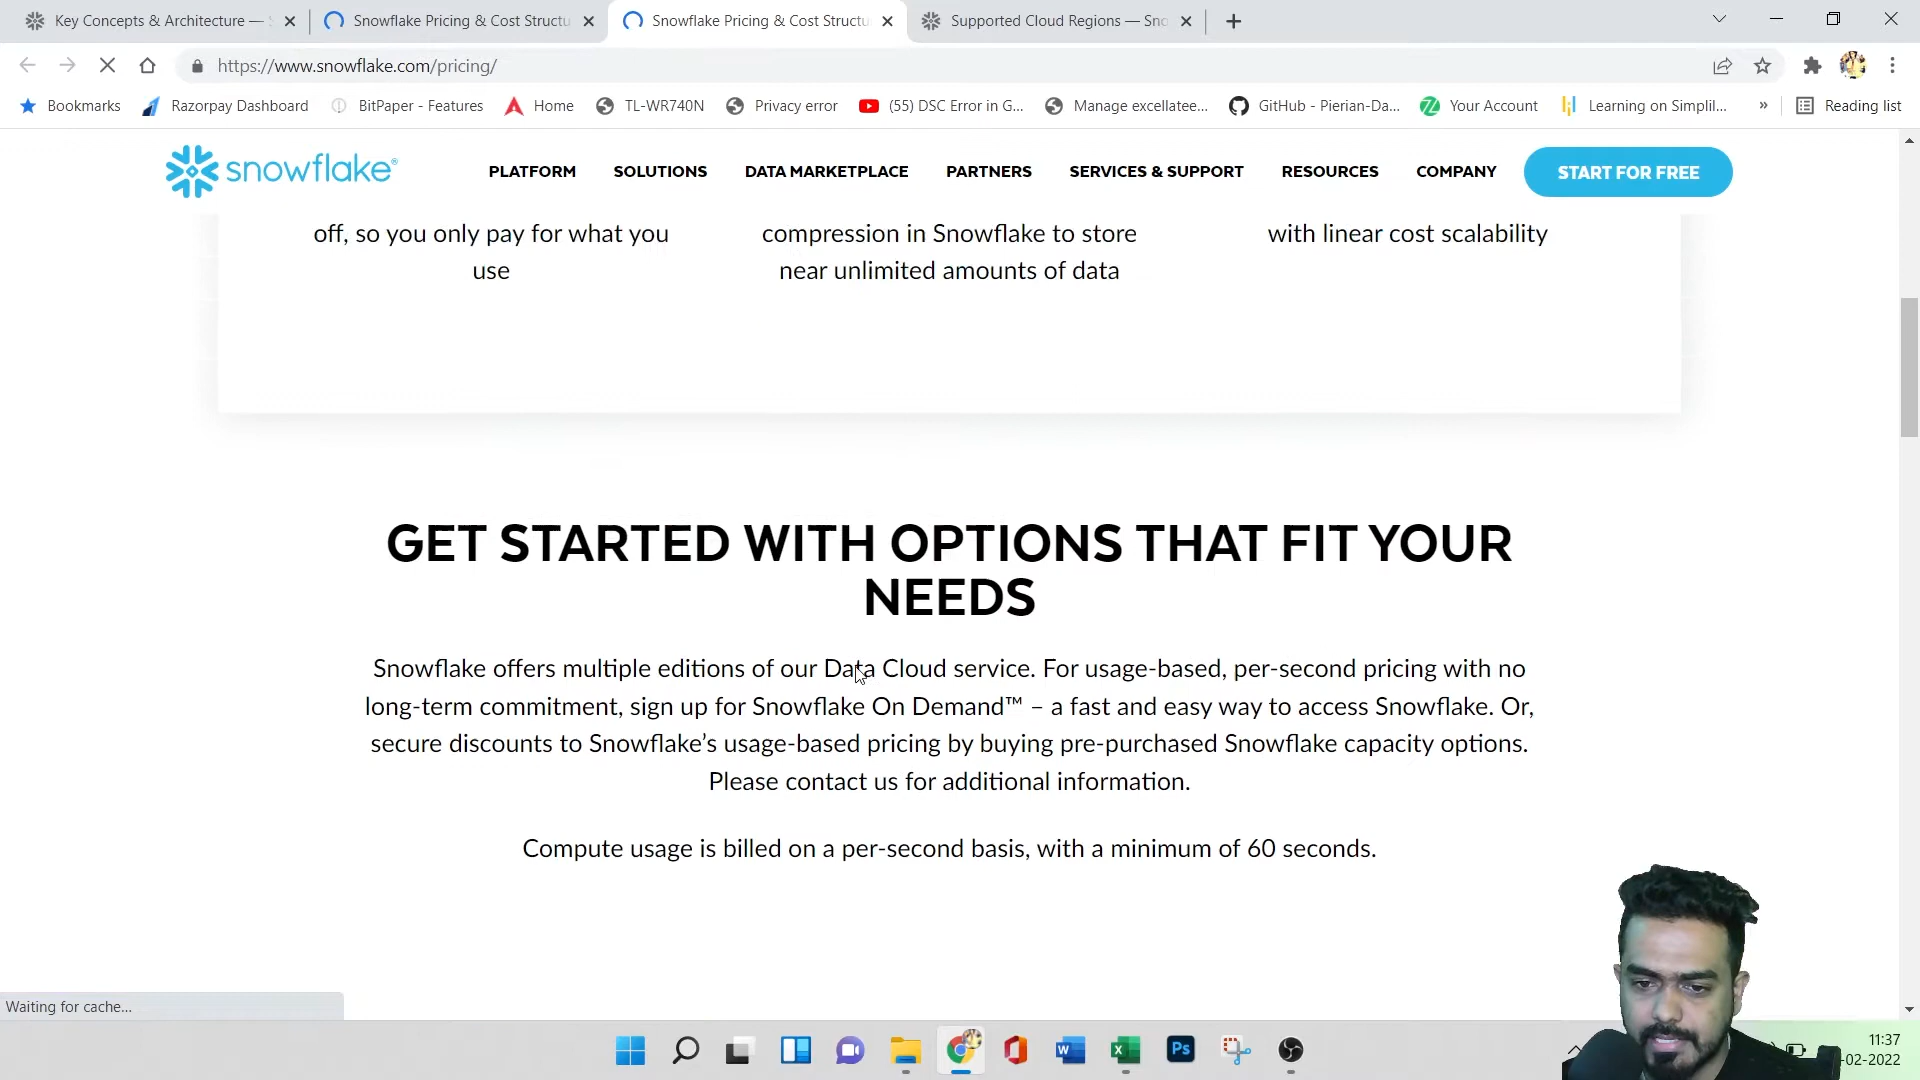 Key Concepts & Architecture —
Snowflake Pricing & Cost Structu
Snowflake Pricing & Cost Structu
Supported Cloud Regions — Sno
https://www.snowflake.com/pricing/
Bookmarks
Razorpay Dashboard
BitPaper - Features
Home
TL-WR740N
Privacy error
(55) DSC Error in G...
Manage excellatee...
GitHub - Pierian-Da...
Your Account
Learning on Simplil...
»
Reading list
snowflake®
PLATFORM
SOLUTIONS
DATA MARKETPLACE
PARTNERS
SERVICES & SUPPORT
RESOURCES
COMPANY
START FOR FREE
off, so you only pay for what you
use
compression in Snowflake to store
near unlimited amounts of data
with linear cost scalability
GET STARTED WITH OPTIONS THAT FIT YOUR
NEEDS
Snowflake offers multiple editions of our Data Cloud service. For usage-based, per-second pricing with no
long-term commitment, sign up for Snowflake On Demand™ – a fast and easy way to access Snowflake. Or,
secure discounts to Snowflake’s usage-based pricing by buying pre-purchased Snowflake capacity options.
Please contact us for additional information.
Compute usage is billed on a per-second basis, with a minimum of 60 seconds.
Waiting for cache...
Ps
11:37
-02-2022